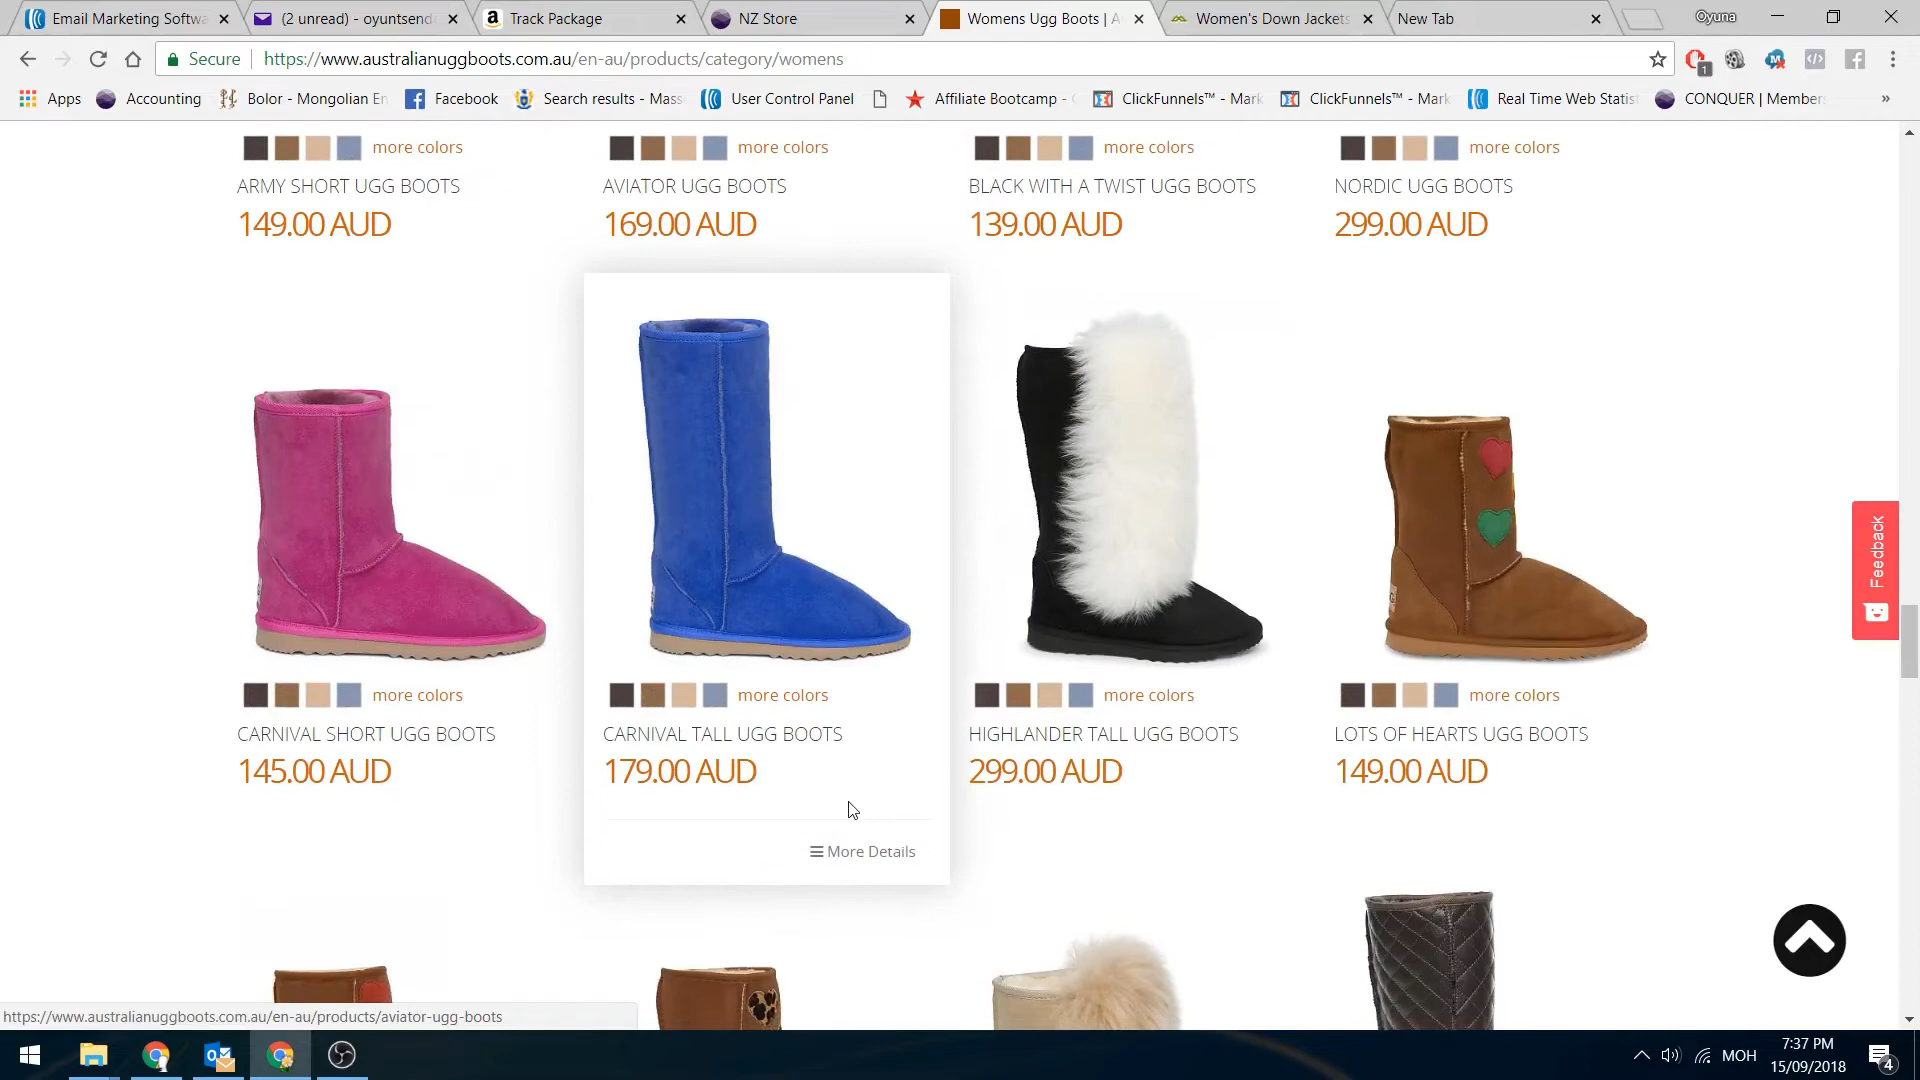 Email Marketing Softwa
(2 unread) - oyuntsend
Track Package
NZ Store
Womens Ugg Boots | A
Women's Down Jackets
New Tab
Oyuna
Secure
https://www.australianuggboots.com.au/en-au/products/category/womens
1
Apps
Accounting
Bolor - Mongolian En
Facebook
Search results - Mass
User Control Panel
Affiliate Bootcamp - C
ClickFunnels™ - Mark
ClickFunnels™ - Mark
Real Time Web Statist
CONQUER | Members
»
more colors
more colors
more colors
more colors
ARMY SHORT UGG BOOTS
AVIATOR UGG BOOTS
BLACK WITH A TWIST UGG BOOTS
NORDIC UGG BOOTS
149.00 AUD
169.00 AUD
139.00 AUD
299.00 AUD
Feedback
more colors
more colors
more colors
more colors
CARNIVAL SHORT UGG BOOTS
CARNIVAL TALL UGG BOOTS
HIGHLANDER TALL UGG BOOTS
LOTS OF HEARTS UGG BOOTS
145.00 AUD
179.00 AUD
299.00 AUD
149.00 AUD
More Details
https://www.australianuggboots.com.au/en-au/products/aviator-ugg-boots
МОН
7:37 PM
15/09/2018
4